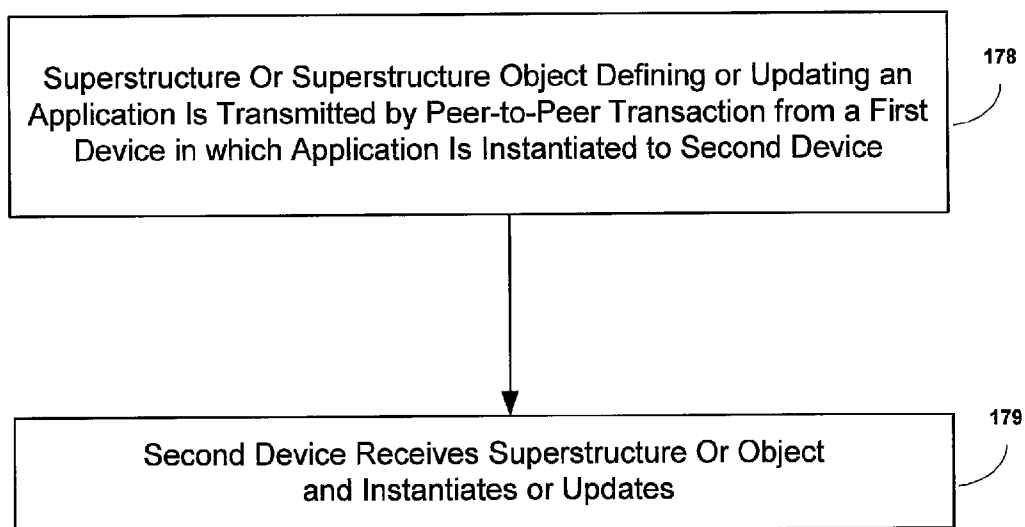 178
Superstructure Or Superstructure Object Defining or Updating an
Application Is Transmitted by Peer-to-Peer Transaction from a First
Device in which Application Is Instantiated to Second Device
179
Second Device Receives Superstructure Or Object
and Instantiates or Updates